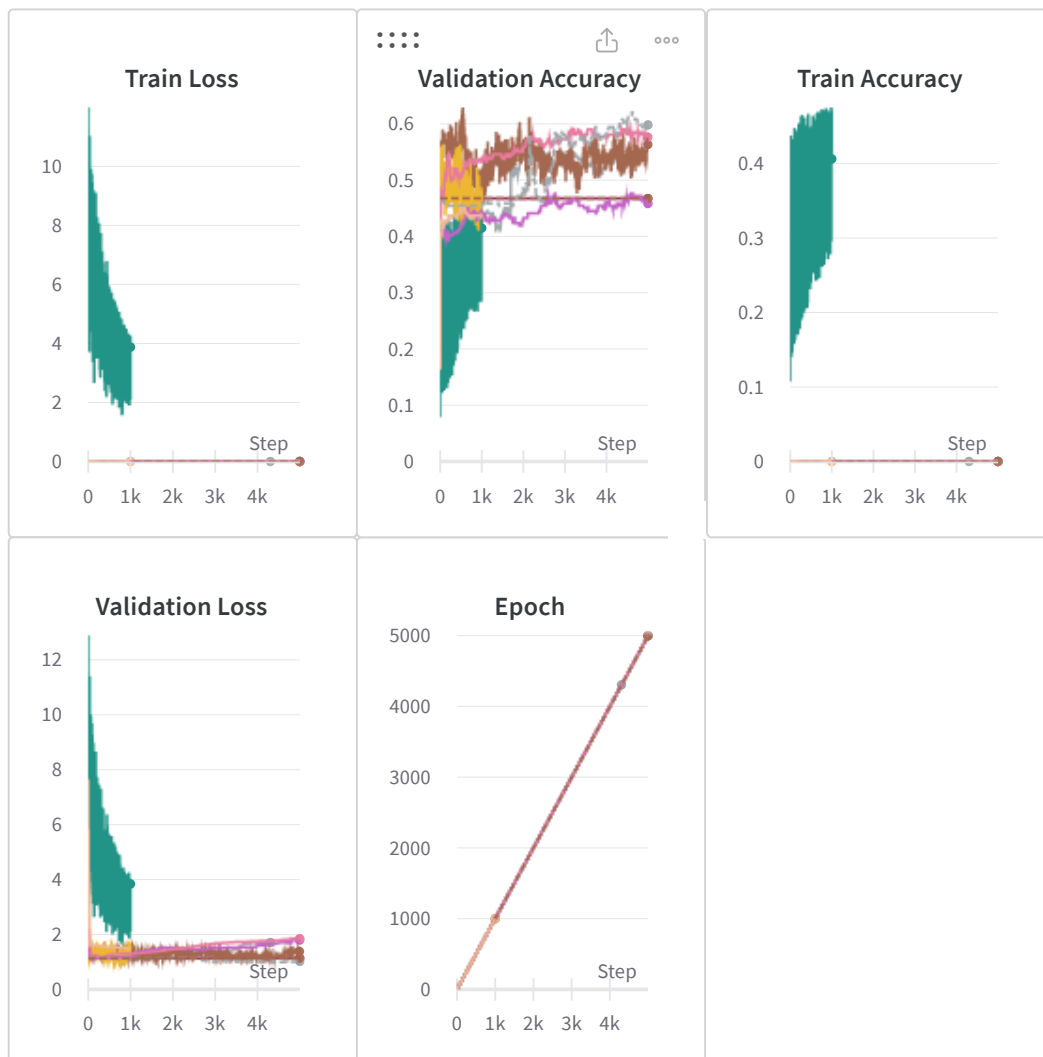 Train Loss
10
8
6
4
2
0
Step
0 1k 2k 3k 4k
Validation Accuracy
0.6
0.5
0.4
0.3
0.2
0.1
0
Step
0 1k 2k 3k 4k
Train Accuracy
0.4
0.3
0.2
0.1
0
Step
0 1k 2k 3k 4k
Validation Loss
12
10
8
6
4
2
0
Step
0 1k 2k 3k 4k
Epoch
5000
4000
3000
2000
1000
0
Step
0 1k 2k 3k 4k